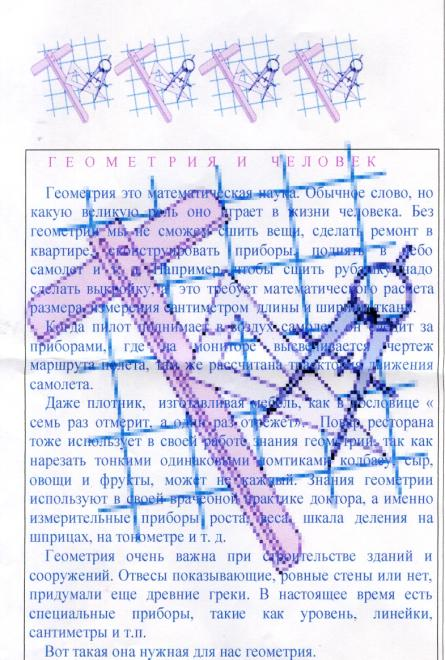 ГЕОМЕТРИЯ И ЧЕЛОВЕК
Геометрия это математическая наука. Обычное слово, но
какую великую роль оно играет в жизни человека. Без
геометрии мы не сможем сшить вещи, сделать ремонт в
квартире, сконструировать приборы, поднять в небо
самолет и т. д. Например, чтобы сшить рубашку надо
сделать выкройку. А это требует математического расчета
размера, измерения сантиметром длины и ширины ткани.
Когда пилот поднимает в воздух самолет, он следит за
приборами, где на мониторе высвечивается чертеж
маршрута полета, так же рассчитана траектория движения
самолета.
Даже плотник, изготавливая мебель, как в пословице «
семь раз отмерит, а один раз отрежет». Повар ресторана
тоже использует в своей работе знания геометрии, так как
нарезать тонкими одинаковыми ломтиками колбасу, сыр,
овощи и фрукты, может не каждый. Знания геометрии
используют в своей врачебной практике доктора, а именно
измерительные приборы роста, веса, шкала деления на
шприцах, на тонометре и т. д.
Геометрия очень важна при строительстве зданий и
сооружений. Отвесы показывающие, ровные стены или нет,
придумали еще древние греки. В настоящее время есть
специальные приборы, такие как уровень, линейки,
сантиметры и т.п.
Вот такая она нужная для нас геометрия.